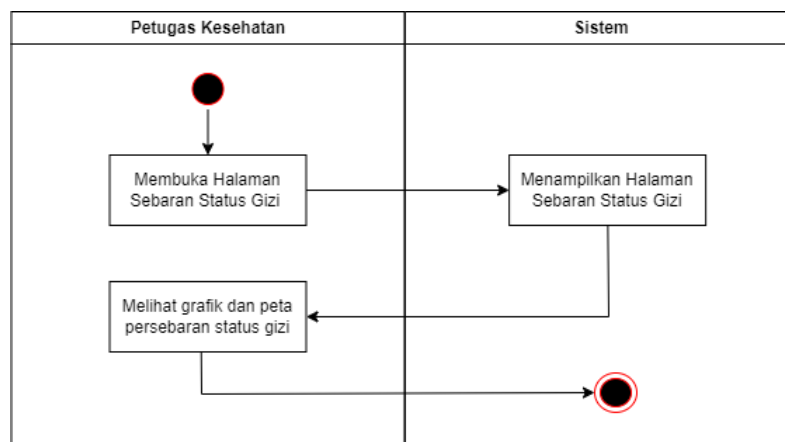 Petugas Kesehatan
Sistem
Membuka Halaman
Sebaran Status Gizi
Menampilkan Halaman
Sebaran Status Gizi
Melihat grafik dan peta
persebaran status gizi